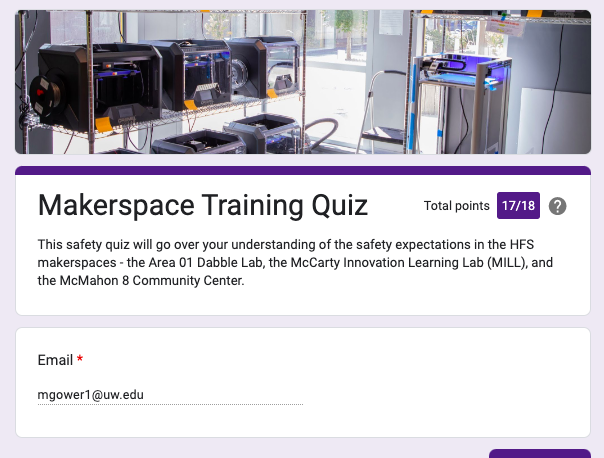 Makerspace Training Quiz
Total points 17/18
This safety quiz will go over your understanding of the safety expectations in the HFS
makerspaces - the Area 01 Dabble Lab, the McCarty Innovation Learning Lab (MILL), and
the McMahon 8 Community Center.
Email *
mgower1@uw.edu